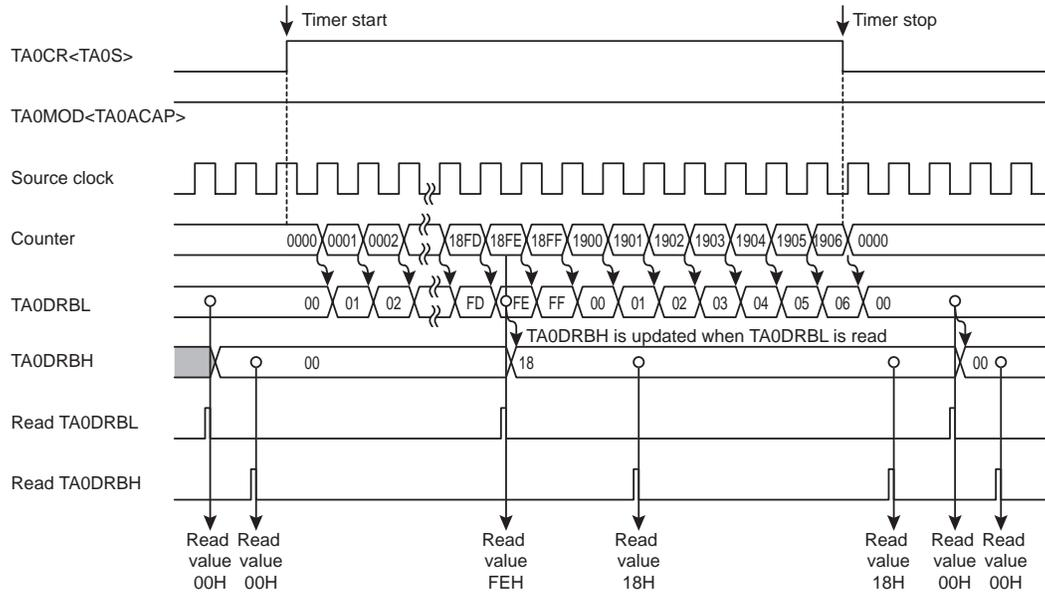 Timer start
Timer stop
TA0CR<TA0S>
TA0MOD<TA0ACAP>
Source clock
Counter 0000 0001 0002 18FD 18FE 18FF 1900 1901 1902 1903 1904 1905 1906 0000
TA0DRBL 00 01 02 FD FE FF 00 01 02 03 04 05 06 00
TA0DRBH is updated when TA0DRBL is read
TA0DRBH 00 18 00
Read TA0DRBL
Read TA0DRBH
Read Read Read Read Read Read Read
value value value value value value value
00H 00H FEH 18H 18H 00H 00H